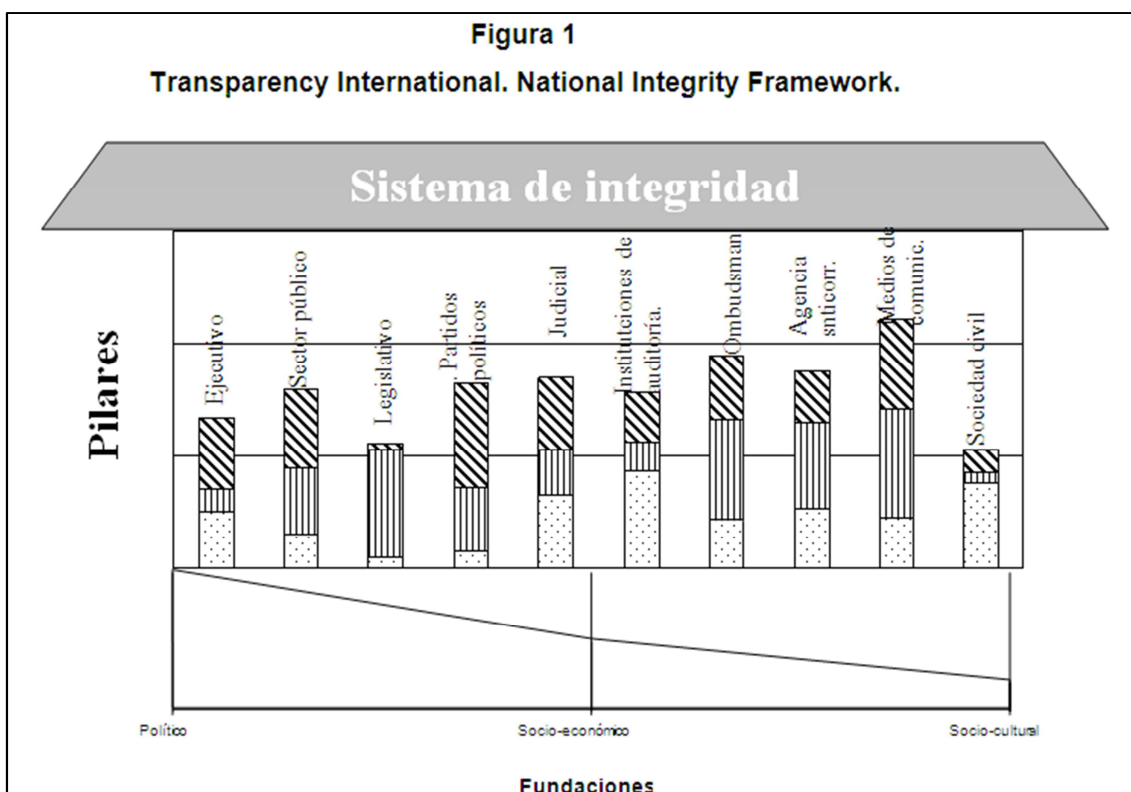 Figura 1
Transparency International. National Integrity Framework.
Sistema de integridad
Pilares
Ejecutivo
Sector público
Legislativo
. Partidos
políticos
Judicial
Instituciones de
auditoría.
Ombudsman
Agencia
snticorr.
Medios de
comunic.
Sociedad civil
Político
Socio-económico
Socio-cultural
Fundaciones